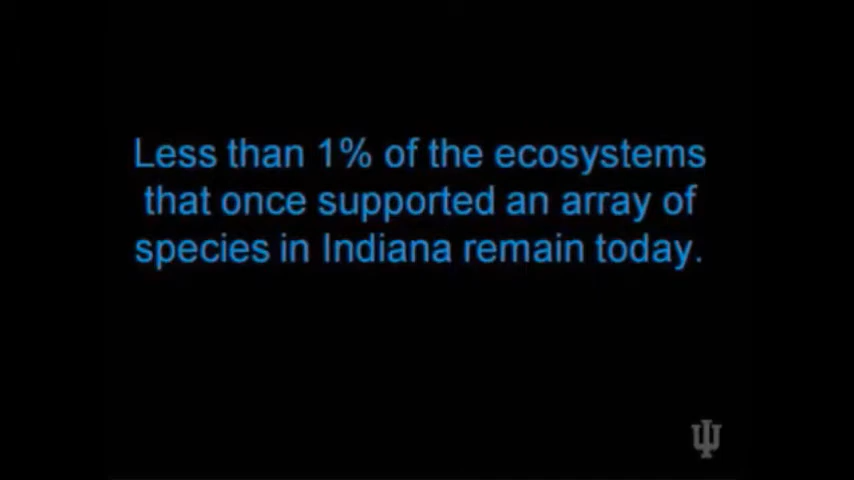 Less than 1% of the ecosystems
that once supported an array of
species in Indiana remain today.